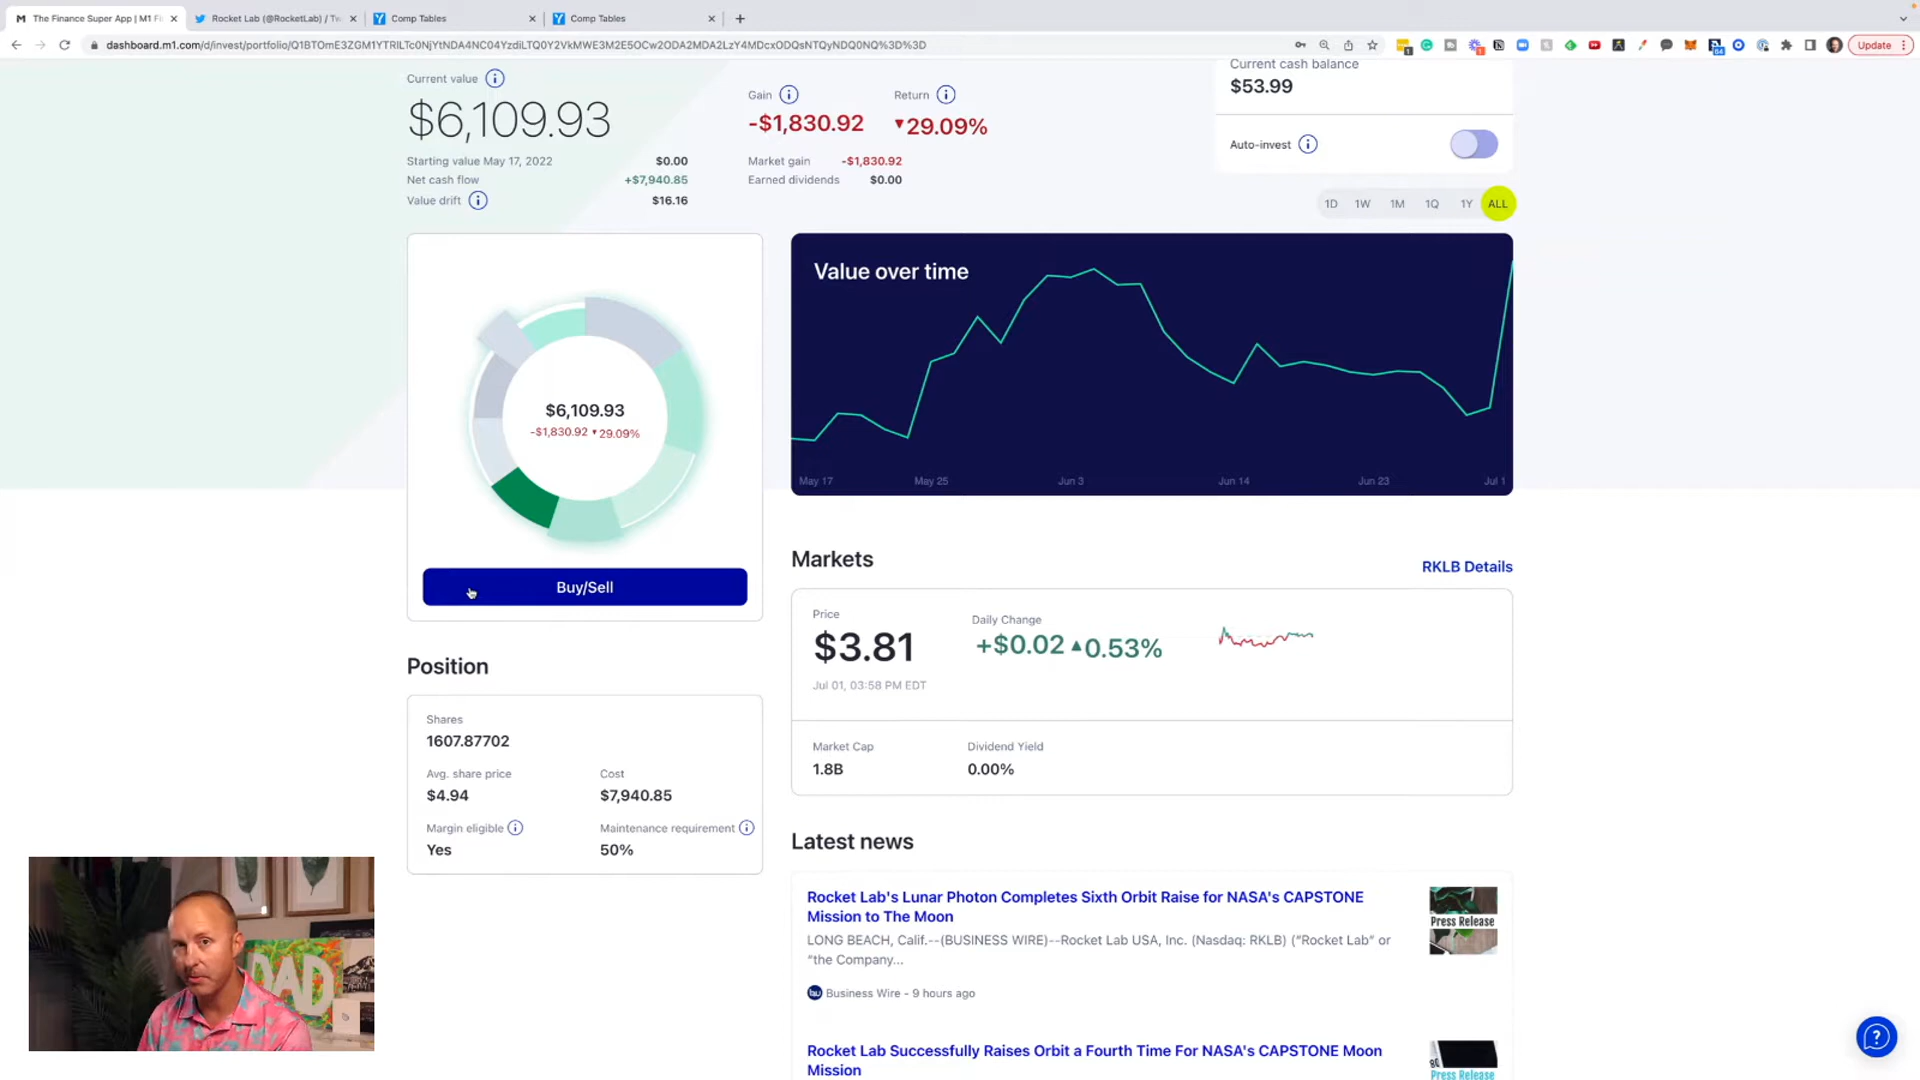 The Finance Super App | M1 Fi
Rocket Lab (@RocketLab) / Tw
Comp Tables
Comp Tables
Update
Current value
$6,109.93
Starting value May 17, 2022 $0.00
Net cash flow +$7,940.85
Value drift $16.16
Gain
-$1,830.92
Return
29.09%
Market gain -$1,830.92
Earned dividends $0.00
Current cash balance
$53.99
Auto-invest
1D 1W 1M 1Q 1Y ALL
$6,109.93
-$1,830.92 29.09%
Buy/Sell
Value over time
May 17 May 25 Jun 3 Jun 14 Jun 23 Jul 1
Position
Shares
1607.87702
Avg. share price
$4.94
Cost
$7,940.85
Margin eligible
Yes
Maintenance requirement
50%
Markets
RKLB Details
Price
$3.81
Jul 01, 03:58 PM EDT
Daily Change
+$0.02 0.53%
Market Cap
1.8B
Dividend Yield
0.00%
Latest news
Rocket Lab's Lunar Photon Completes Sixth Orbit Raise for NASA's CAPSTONE
Mission to The Moon
LONG BEACH, Calif.--(BUSINESS WIRE)--Rocket Lab USA, Inc. (Nasdaq: RKLB) ("Rocket Lab" or
"the Company...
Business Wire - 9 hours ago
Press Release
Rocket Lab Successfully Raises Orbit a Fourth Time For NASA's CAPSTONE Moon
Mission
Press Release
DAD